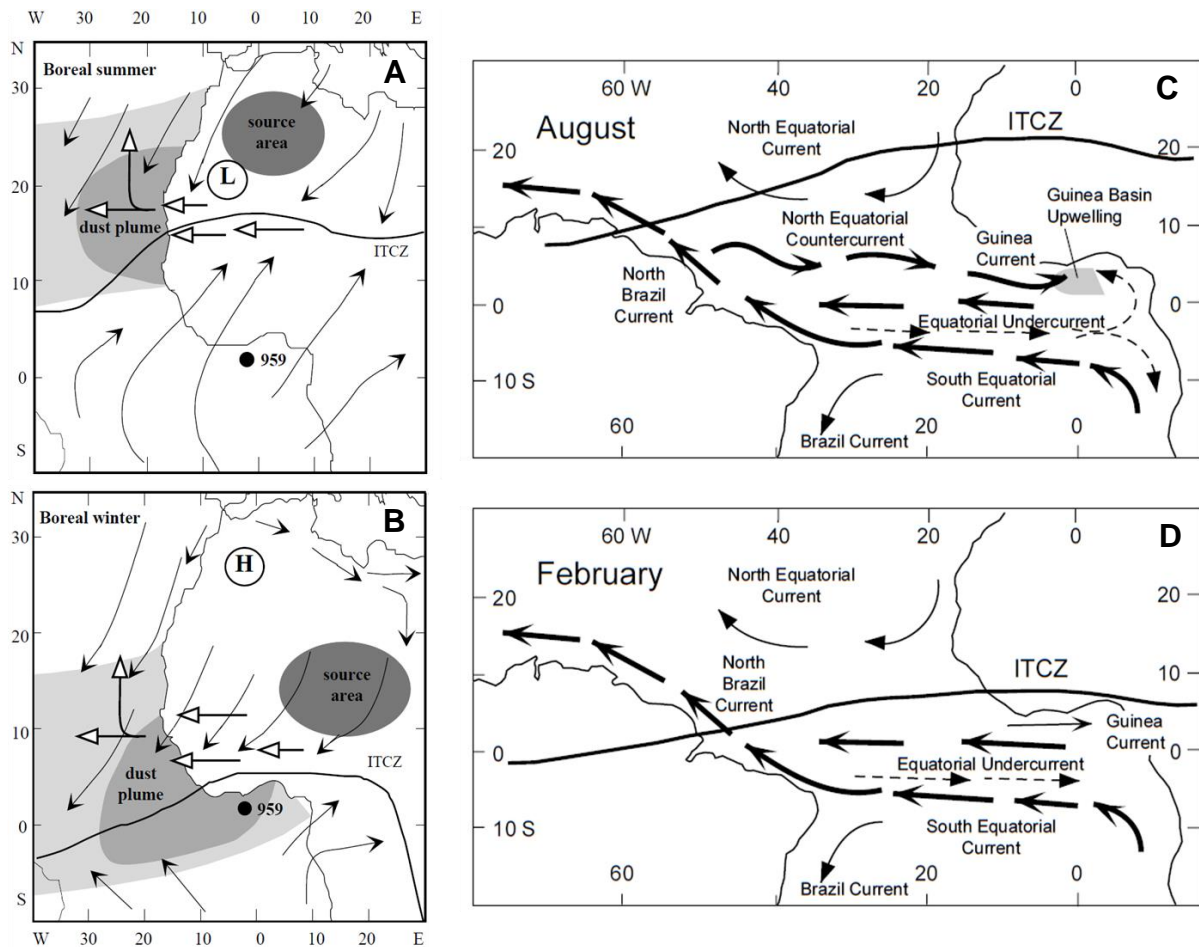 W 30 20 10 0 10 20 E
N
Boreal summer
A
30
source
area
L
20
dust plume
ITCZ
10
959
0
S
N
Boreal winter
B
30
H
20
source
area
10
ITCZ
dust
plume
959
0
S
W 30 20 10 0 10 20 E
60 W 40 20 0
C
August
North Equatorial
Current
ITCZ
20
20
Guinea Basin
Upwelling
North Equatorial
Countercurrent
Guinea
Current
10
North
Brazil
Current
0
0
Equatorial Undercurrent
10 S
South Equatorial
Current
Brazil Current
60
20
0
60 W 40 20 0
D
February
North Equatorial
Current
20
20
North
Brazil
Current
ITCZ
10
Guinea
Current
0
0
Equatorial Undercurrent
10 S
South Equatorial
Current
Brazil Current
60
20
0